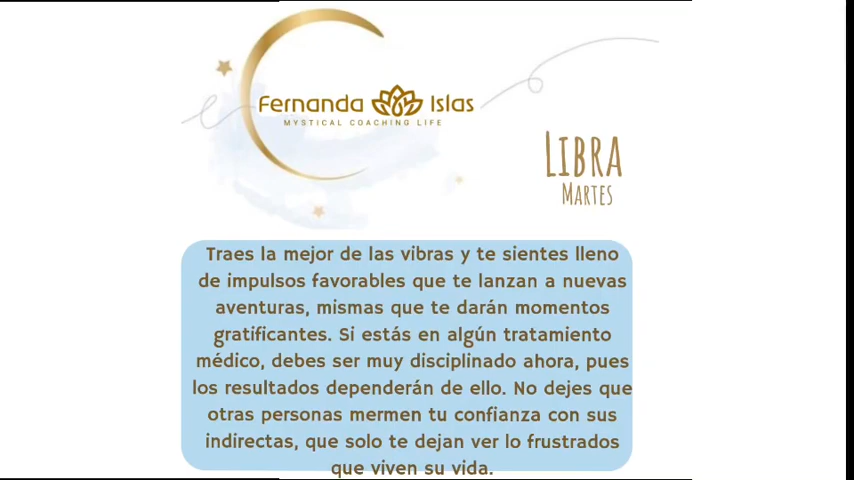 Fernanda Islas
MYSTICAL COACHING LIFE
LIBRA
MARTES
Traes la mejor de las vibras y te sientes lleno
de impulsos favorables que te lanzan a nuevas
aventuras, mismas que te darán momentos
gratificantes. Si estás en algún tratamiento
médico, debes ser muy disciplinado ahora, pues
los resultados dependerán de ello. No dejes que
otras personas mermen tu confianza con sus
indirectas, que solo te dejan ver lo frustrados
que viven su vida.